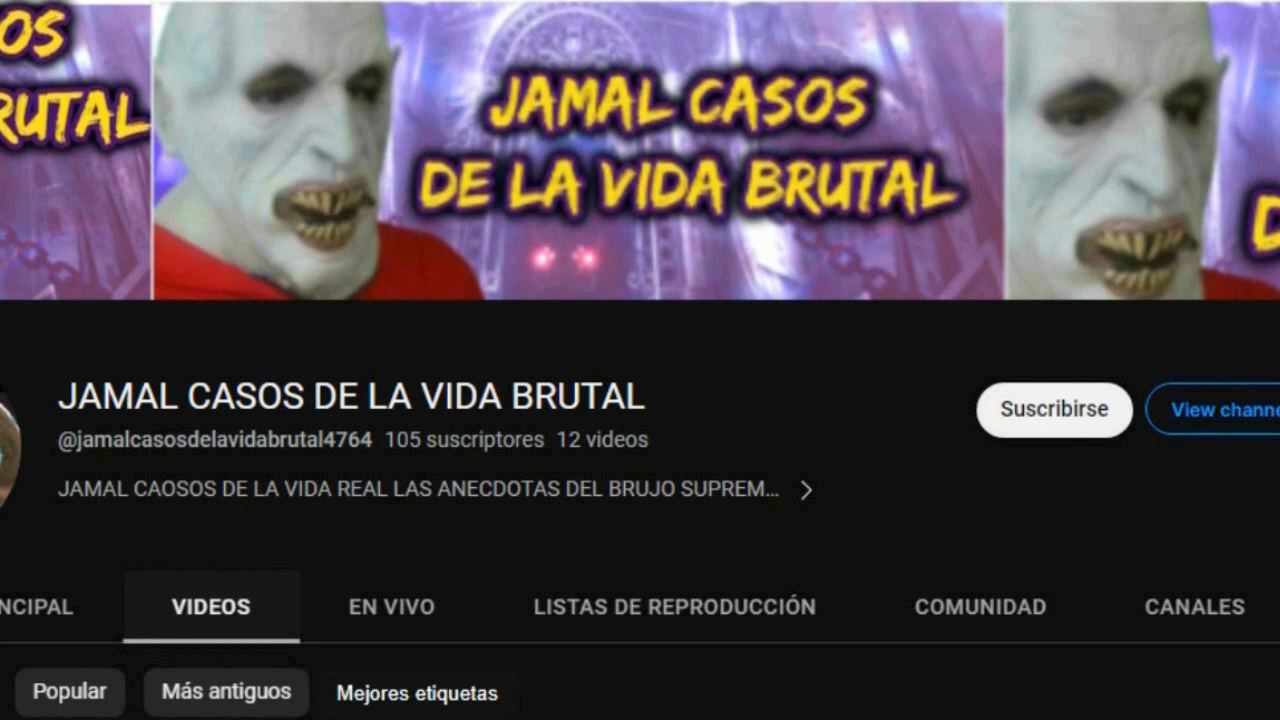 OS
RUTAL
JAMAL CASOS
DE LA VIDA BRUTAL
D
JAMAL CASOS DE LA VIDA BRUTAL
@jamalcasosdelavidabrutal4764 105 suscriptores 12 videos
JAMAL CAOSOS DE LA VIDA REAL LAS ANECDOTAS DEL BRUJO SUPREM...
Suscribirse
View channe
NCIPAL VIDEOS EN VIVO LISTAS DE REPRODUCCIÓN COMUNIDAD CANALES
Popular Más antiguos Mejores etiquetas